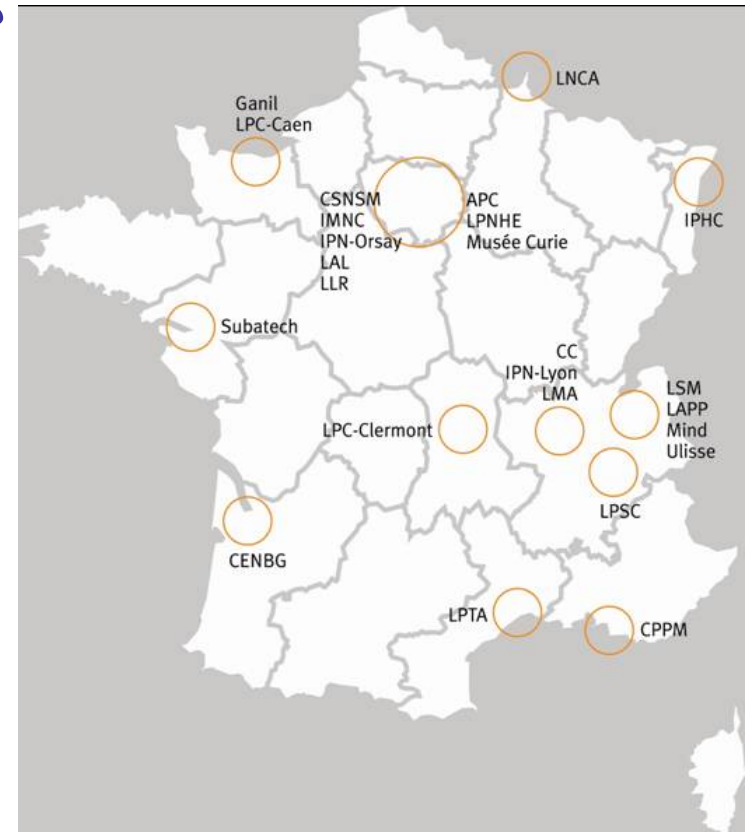 LNCA
Ganil
LPC-Caen
CSNSM
IMNC
IPN-Orsay
LAL
LLR
APC
LPNHE
Musée Curie
IPHC
Subatech
CC
IPN-Lyon
LMA
LSM
LAPP
Mind
Ulisse
LPC-Clermont
LPSC
CENBG
LPTA
CPPM